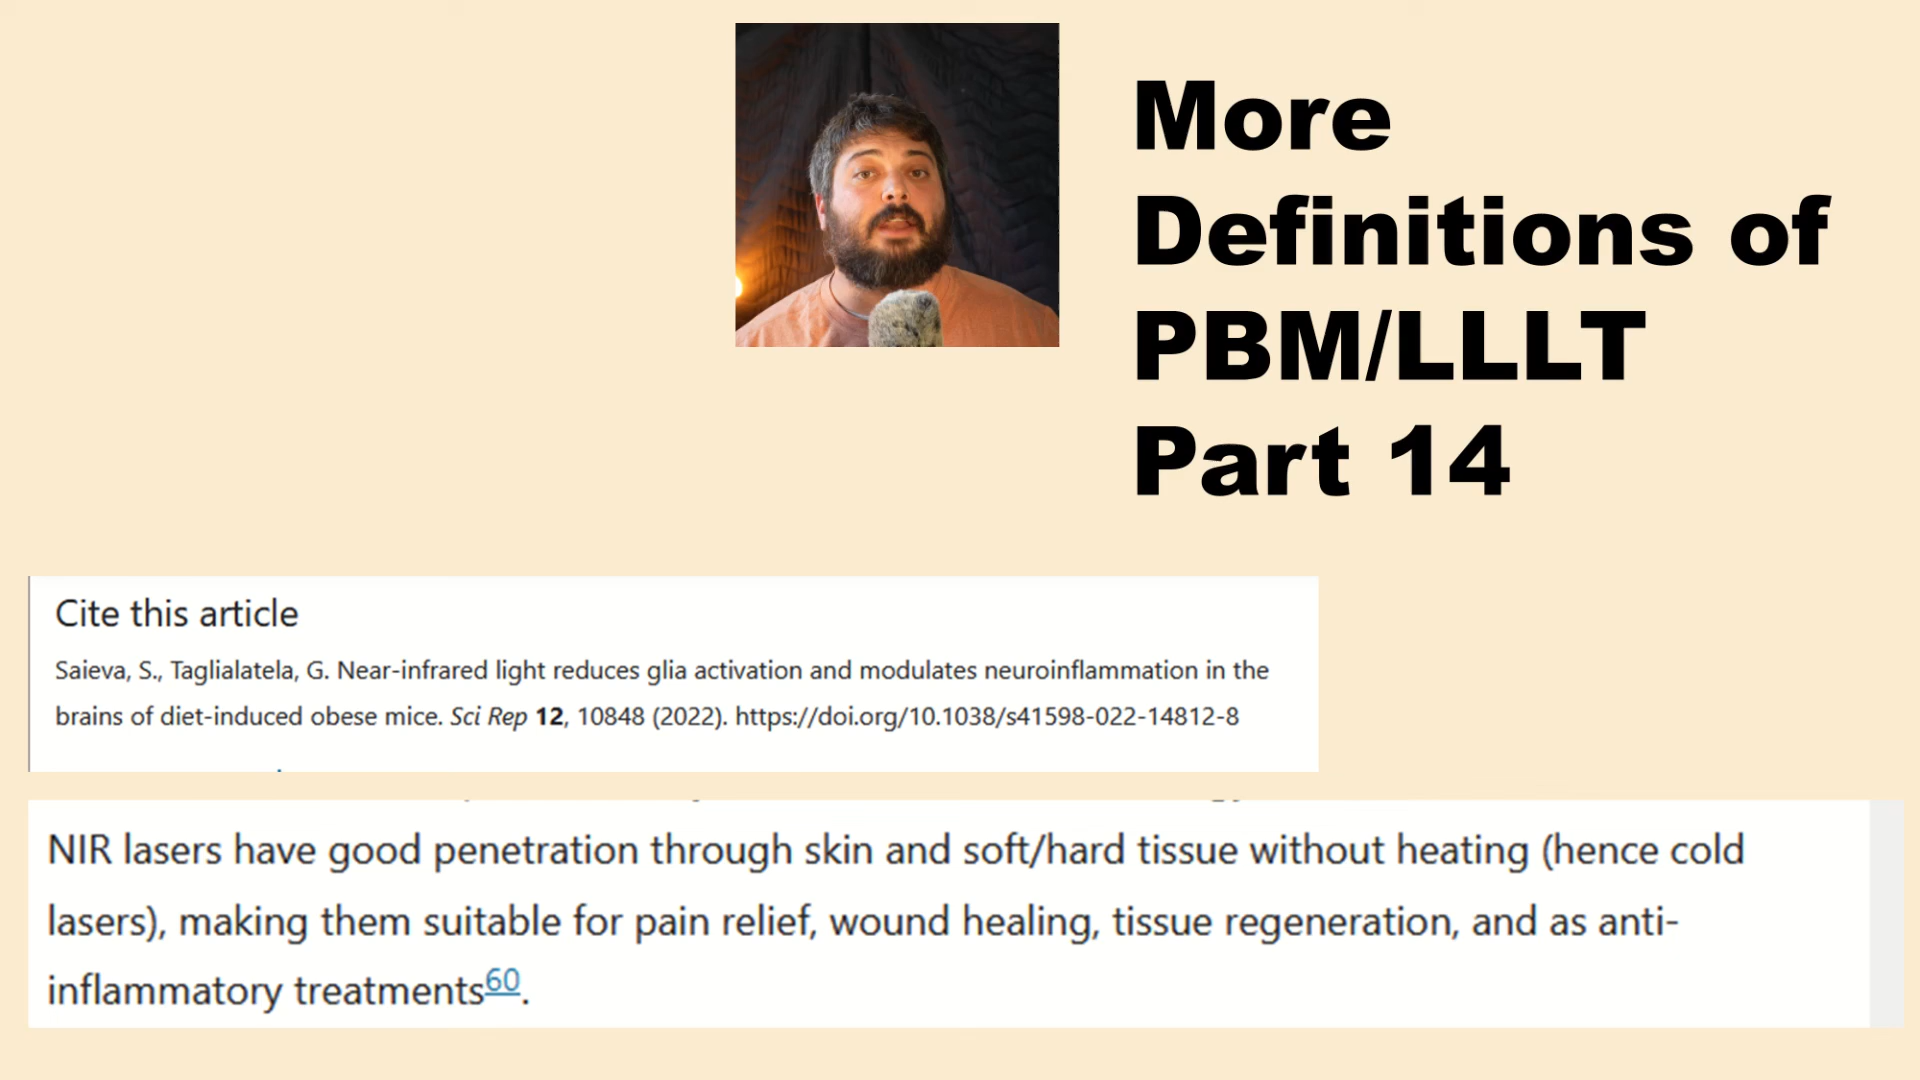 More
Definitions of
PBM/LLLT
Part 14
Cite this article
Saieva, S., Taglialatela, G. Near-infrared light reduces glia activation and modulates neuroinflammation in the
brains of diet-induced obese mice. Sci Rep 12, 10848 (2022). https://doi.org/10.1038/s41598-022-14812-8
NIR lasers have good penetration through skin and soft/hard tissue without heating (hence cold
lasers), making them suitable for pain relief, wound healing, tissue regeneration, and as anti-
inflammatory treatments60.